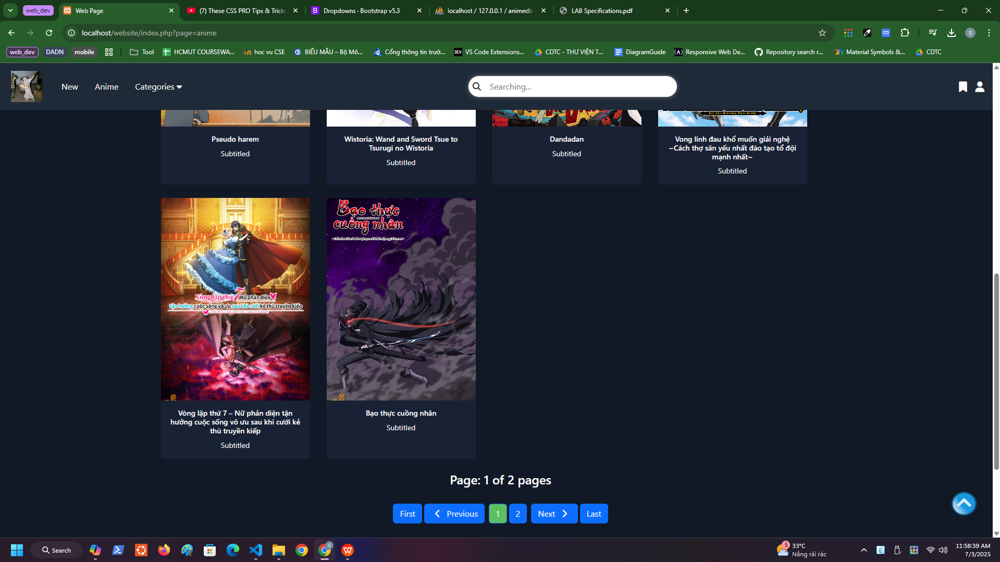 web_dev
Web Page
(7) These CSS PRO Tips & Tricks
Dropdowns · Bootstrap v5.3
localhost / 127.0.0.1 / animedb
LAB Specifications.pdf
localhost/website/index.php?page=anime
S
web_dev
DADN
mobile
Tool
HCMUT COURSEWA...
hoc vu CSE
BIỂU MẪU – Bộ Mô...
Cổng thông tin trườ...
DEV
VS Code Extensions...
CDTC - THƯ VIỆN T...
DiagramGuide
Responsive Web De...
Repository search r...
Material Symbols &...
CDTC
New
Anime
Categories
Searching...
Pseudo harem
Subtitled
Wistoria: Wand and Sword Tsue to
Tsurugi no Wistoria
Subtitled
Dandadan
Subtitled
Vong linh đau khổ muốn giải nghệ
~Cách thợ săn yếu nhất đào tạo tổ đội
mạnh nhất~
Subtitled
Vòng lặp thứ 7 Nữ phản diện
tận hưởng cuộc sống vô ưu sau khi cưới kẻ thù truyền kiếp
Vòng lặp thứ 7 – Nữ phản diện tận
hưởng cuộc sống vô ưu sau khi cưới kẻ
thù truyền kiếp
Subtitled
Bạo thực
cuồng nhân
Bạo thực cuồng nhân
Subtitled
Page: 1 of 2 pages
First
Previous
1
2
Next
Last
Search
S
5
33°C
Nắng rải rác
E
11:58:39 AM
7/3/2025